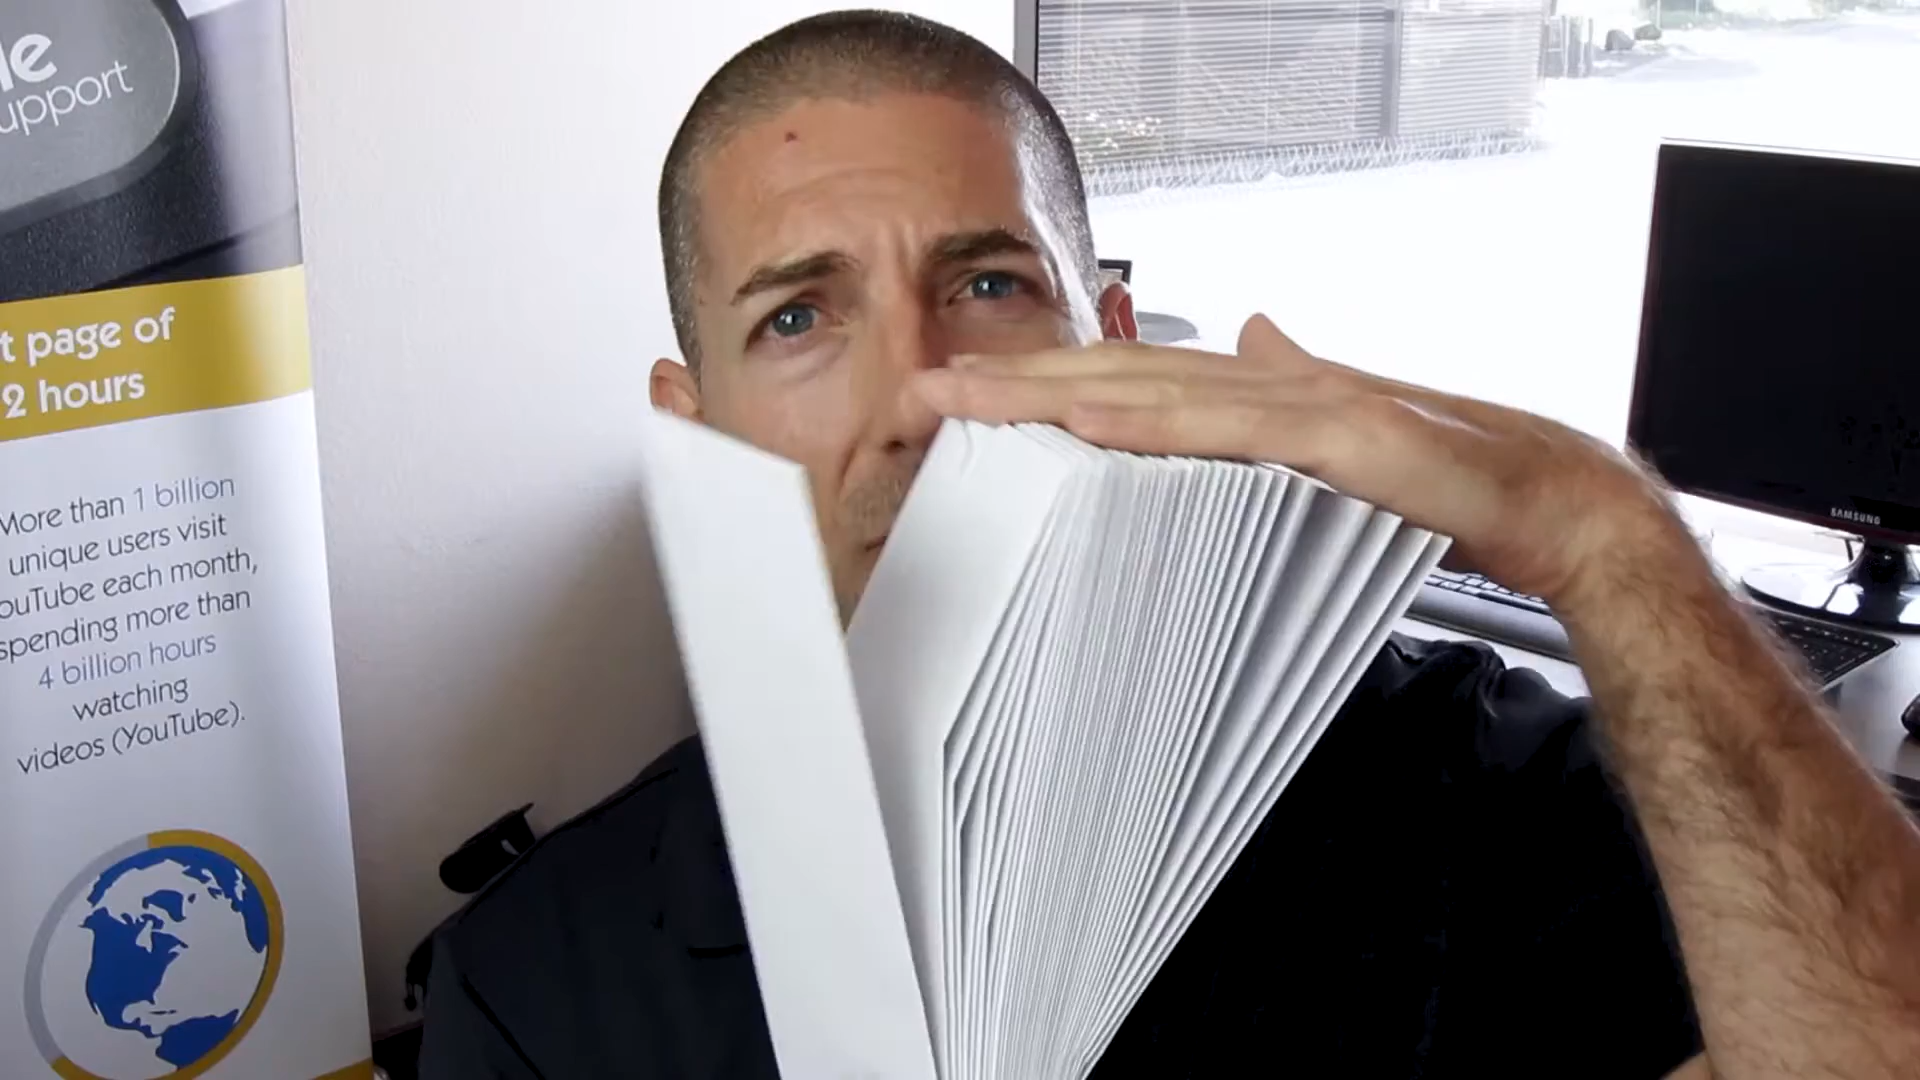 le
upport
t page of
2 hours
More than 1 billion
unique users visit
ouTube each month,
spending more than
4 billion hours
watching
videos (YouTube).
SAMSUNG